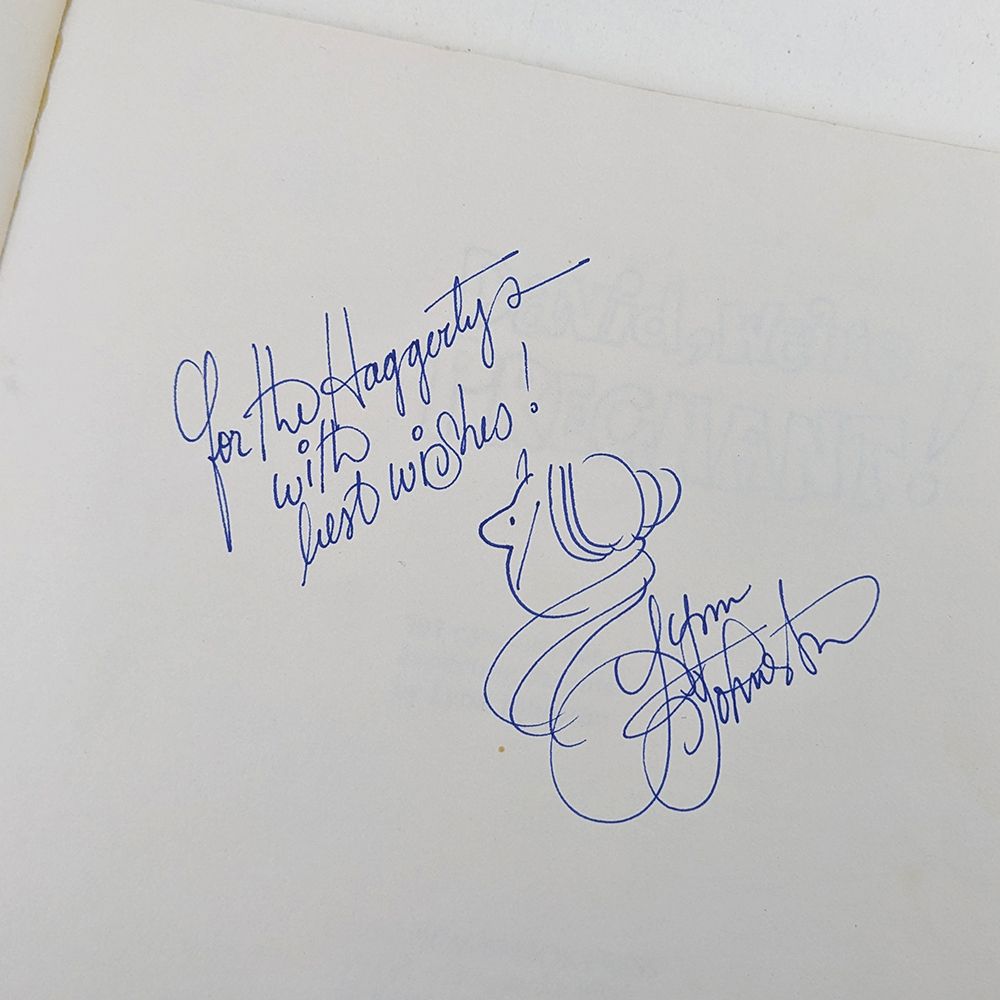 for the Haggertys
with
best wishes!
Lynn
Johnston